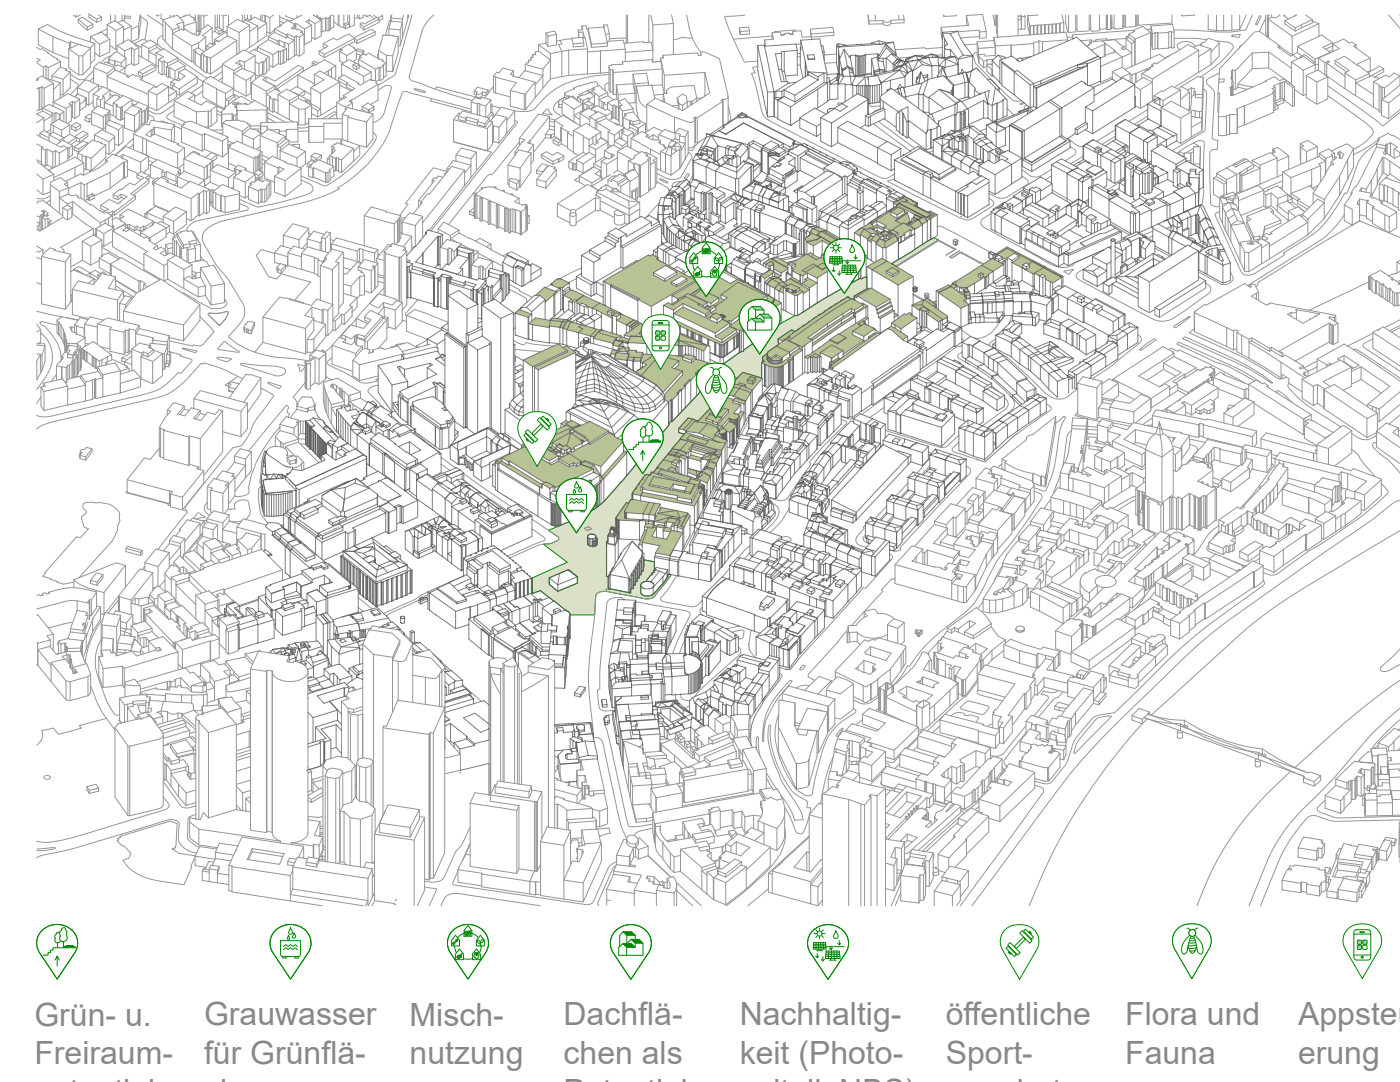 Grün- u.
Freiraum-
Grauwasser
für Grünflä-
Misch-
nutzung
Dachflä-
chen als
Nachhaltig-
keit (Photo-
öffentliche
Sport-
Flora und
Fauna
erung